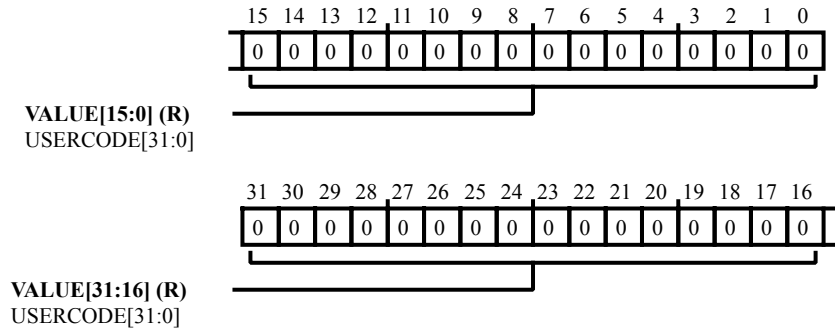 15 14 13 12 11 10 9 8 7 6 5 4 3 2 1 0
0 0 0 0 0 0 0 0 0 0 0 0 0 0 0 0
VALUE[15:0] (R)
USERCODE[31:0]
31 30 29 28 27 26 25 24 23 22 21 20 19 18 17 16
0 0 0 0 0 0 0 0 0 0 0 0 0 0 0 0
VALUE[31:16] (R)
USERCODE[31:0]